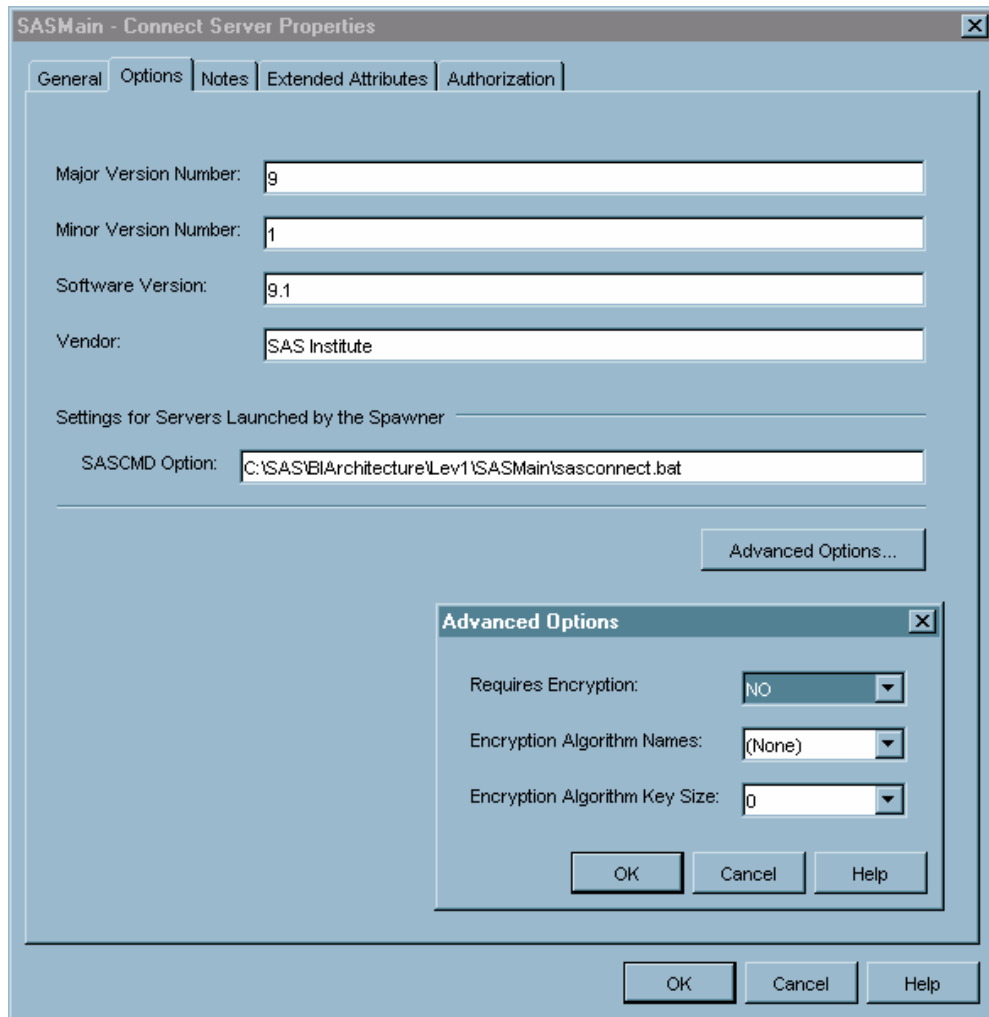 SASMain - Connect Server Properties
General Options Notes Extended Attributes Authorization
Major Version Number: 9
Minor Version Number: 1
Software Version: 9.1
Vendor: SAS Institute
Settings for Servers Launched by the Spawner
SASCMD Option: C:\SAS\BIArchitecture\Lev1\SASMain\sasconnect.bat
Advanced Options...
Advanced Options
Requires Encryption: NO
Encryption Algorithm Names: (None)
Encryption Algorithm Key Size: 0
OK Cancel Help
OK Cancel Help